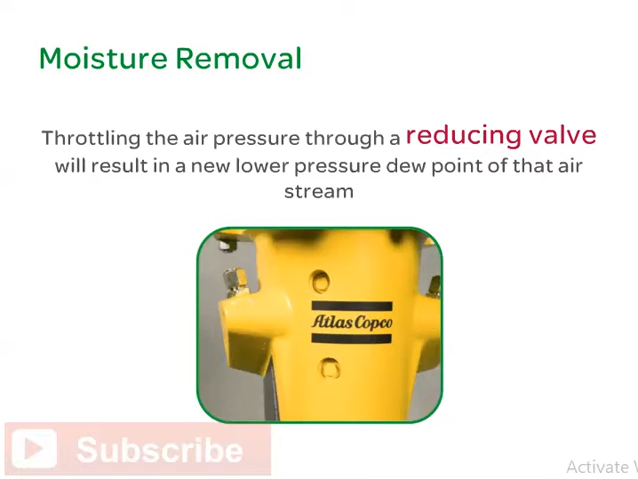 Moisture Removal
Throttling the air pressure through a reducing valve
will result in a new lower pressure dew point of that air
stream
Atlas Copco
Subscribe
Activate